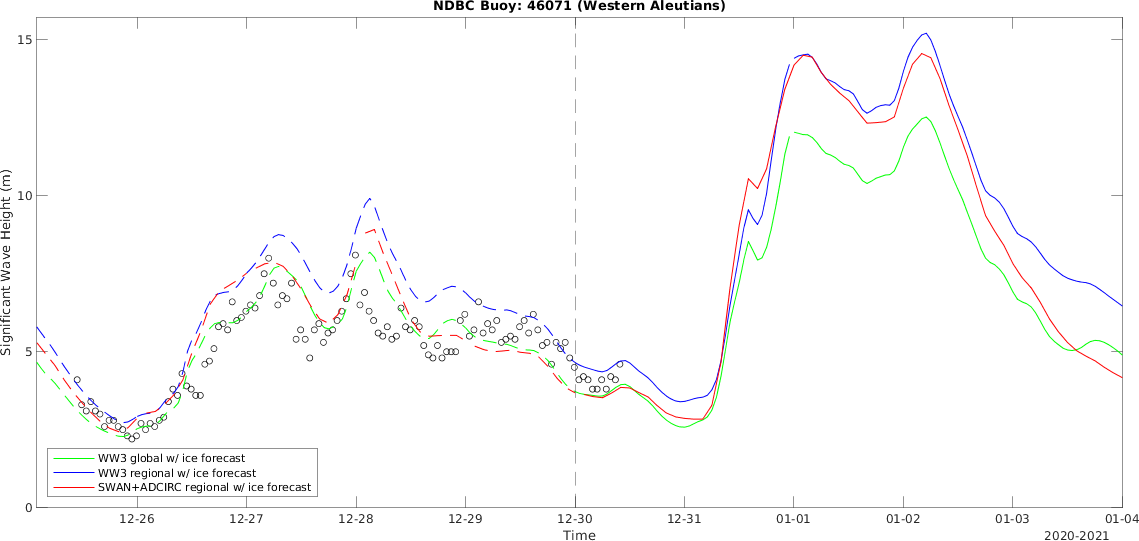 NDBC Buoy: 46071 (Western Aleutians)
Significant Wave Height (m)
15
10
5
0
WW3 global w/ ice forecast
WW3 regional w/ ice forecast
SWAN+ADCIRC regional w/ ice forecast
12-26 12-27 12-28 12-29 12-30 12-31 01-01 01-02 01-03 01-04
Time
2020-2021